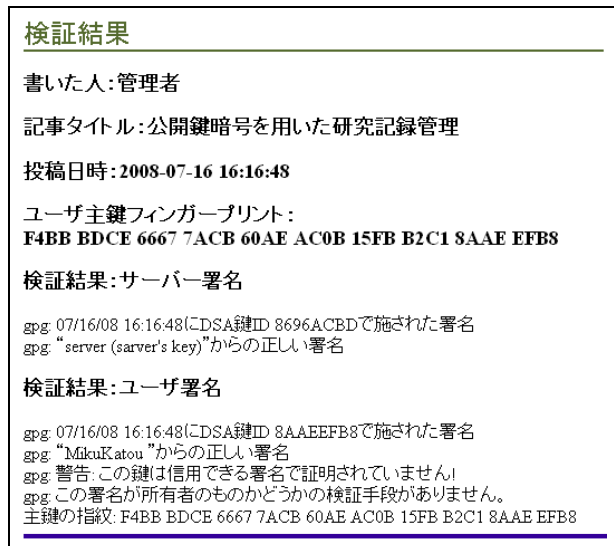 検証結果
書いた人:管理者
記事タイトル:公開鍵暗号を用いた研究記録管理
投稿日時:2008-07-16 16:16:48
ユーザ主鍵フィンガープリント:
F4BB BDCE 6667 7ACB 60AE AC0B 15FB B2C1 8AAE EFB8
検証結果:サーバー署名
gpg: 07/16/08 16:16:48にDSA鍵ID 8696ACBDで施された署名
gpg: “server (sarver's key)”からの正しい署名
検証結果:ユーザ署名
gpg: 07/16/08 16:16:48にDSA鍵ID 8AAEEFB8で施された署名
gpg: “MikuKatou ”からの正しい署名
gpg: 警告: この鍵は信用できる署名で証明されていません!
gpg: この署名が所有者のものかどうかの検証手段がありません。
主鍵の指紋: F4BB BDCE 6667 7ACB 60AE AC0B 15FB B2C1 8AAE EFB8